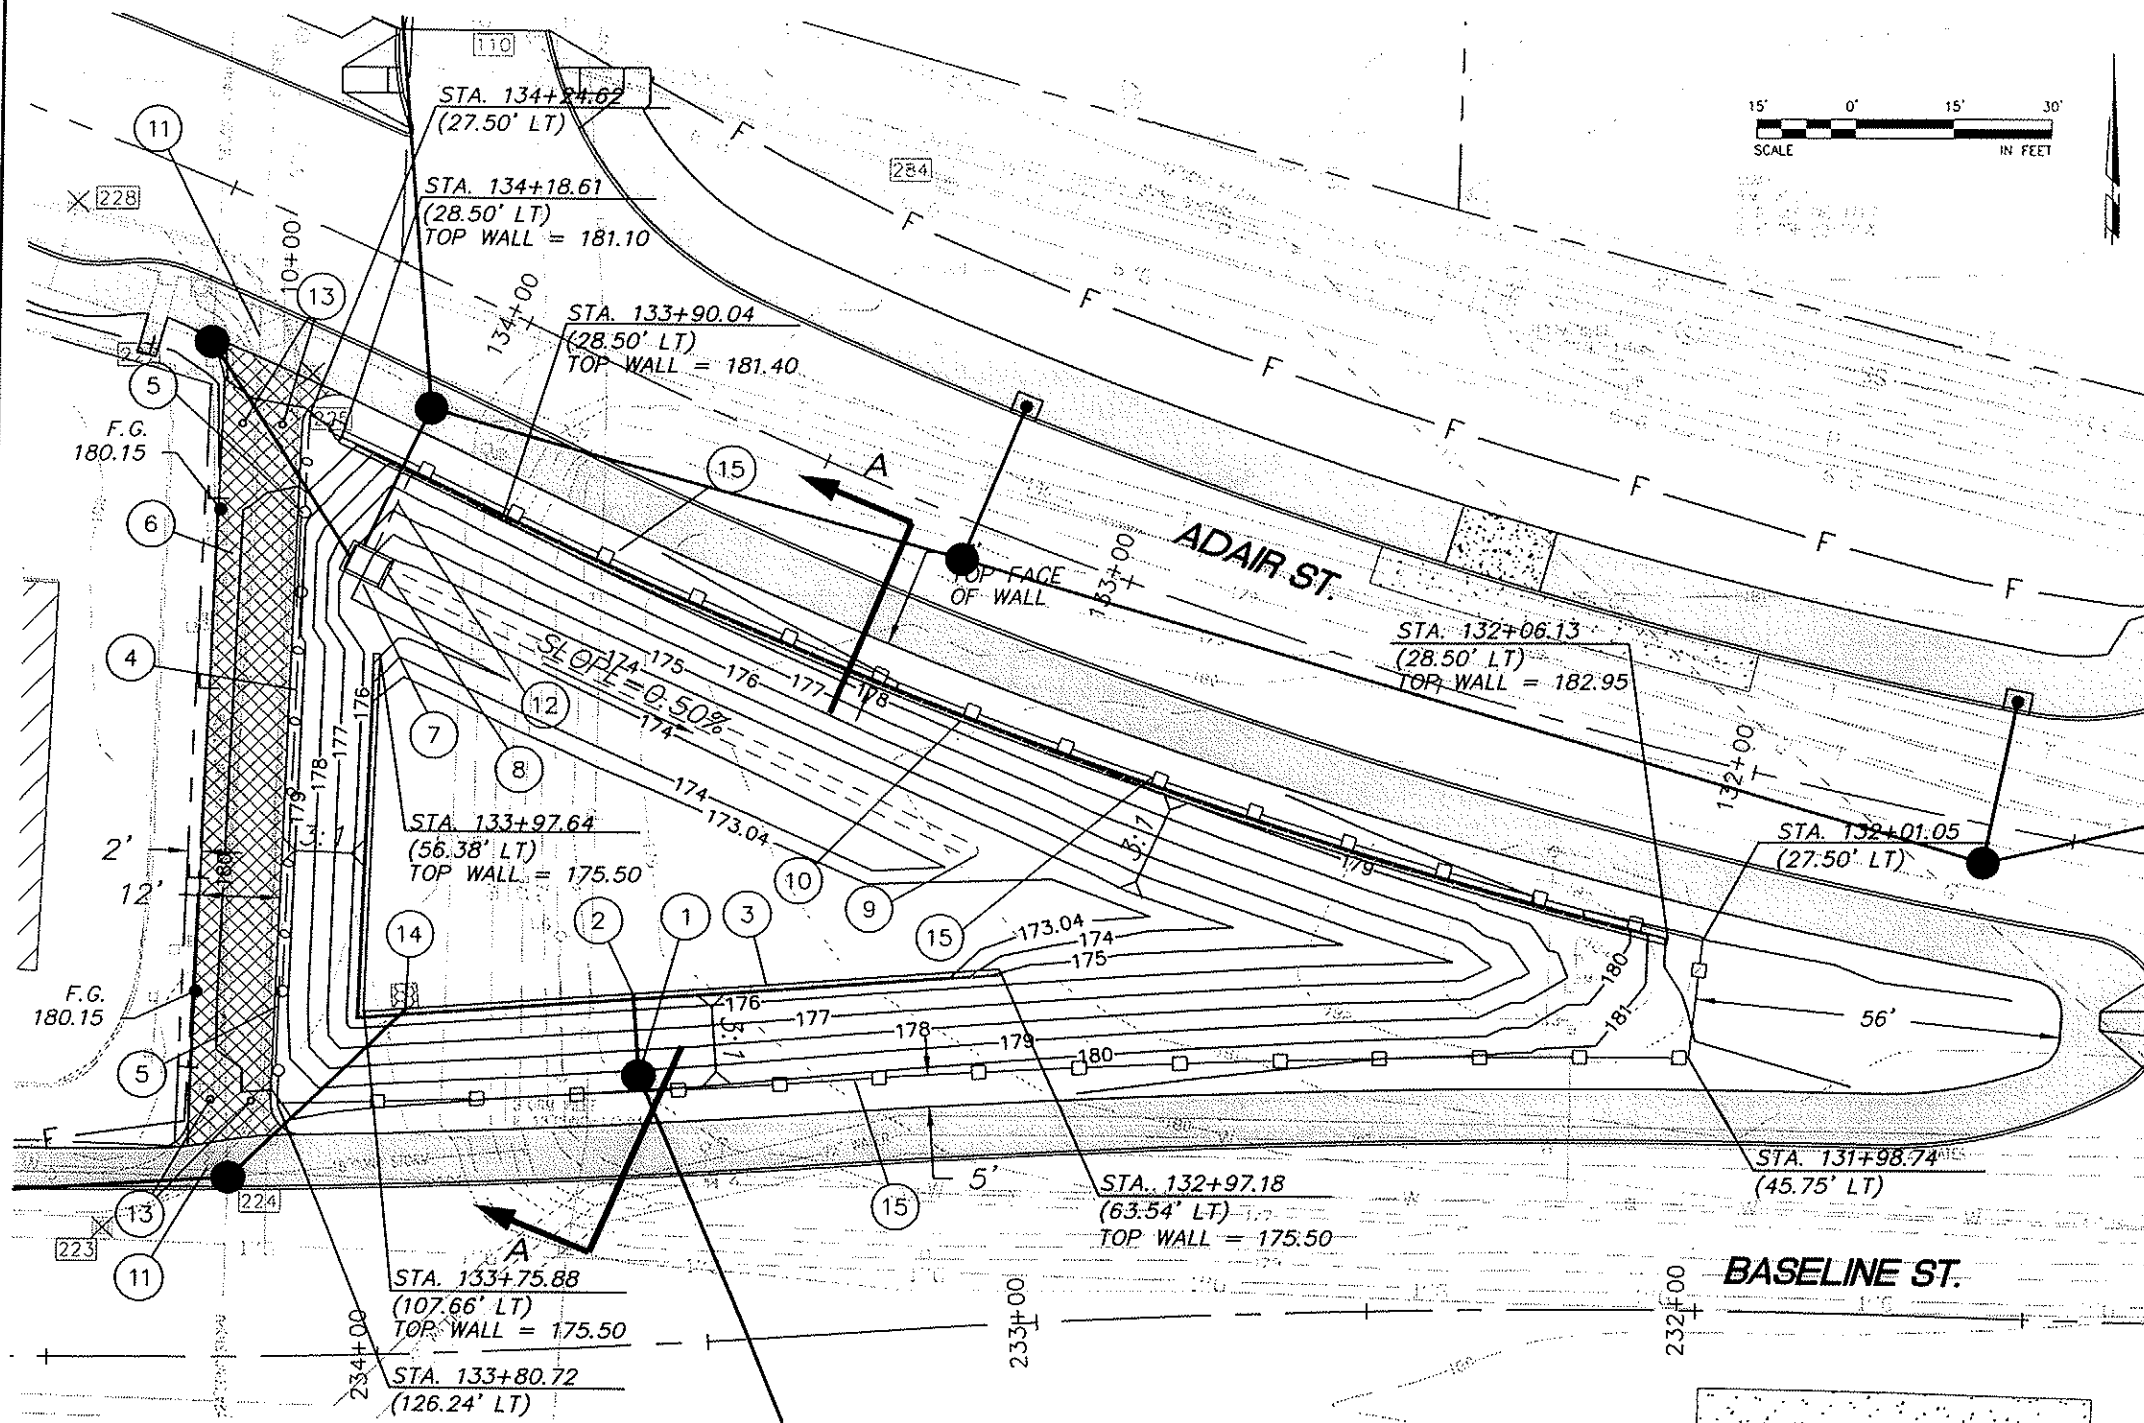 110
STA. 134+24.62
(27.50' LT)
15' 0' 15' 30'
SCALE IN FEET
11
284
STA. 134+18.61
(28.50' LT)
TOP WALL = 181.10
228
F
F
F
F
F
F
F
F
10+00
13
134+00
STA. 133+90.04
(28.50' LT)
TOP WALL = 181.40
5
225
F.G.
180.15
15
A
6
ADAIR ST.
TOP FACE
OF WALL
133+00
STA. 132+06.13
(28.50' LT)
TOP WALL = 182.95
4
SLOPE=0.50%
174
175
176
177
178
174
12
7
8
176
177
178
179
3:1
132+00
174
173.04
STA. 133+97.64
(56.38' LT)
TOP WALL = 175.50
3:1
179
STA. 132+01.05
(27.50' LT)
2'
180
12'
10
9
15
14
2
1
3
173.04
174
175
180
181
56'
F.G.
180.15
176
177
178
179
180
3:1
5
F
5'
15
STA. 131+98.74
(45.75' LT)
STA. 132+97.18
(63.54' LT)
TOP WALL = 175.50
13
224
223
11
A
STA. 133+75.88
(107.66' LT)
TOP WALL = 175.50
BASELINE ST.
234+00
233+00
232+00
STA. 133+80.72
(126.24' LT)